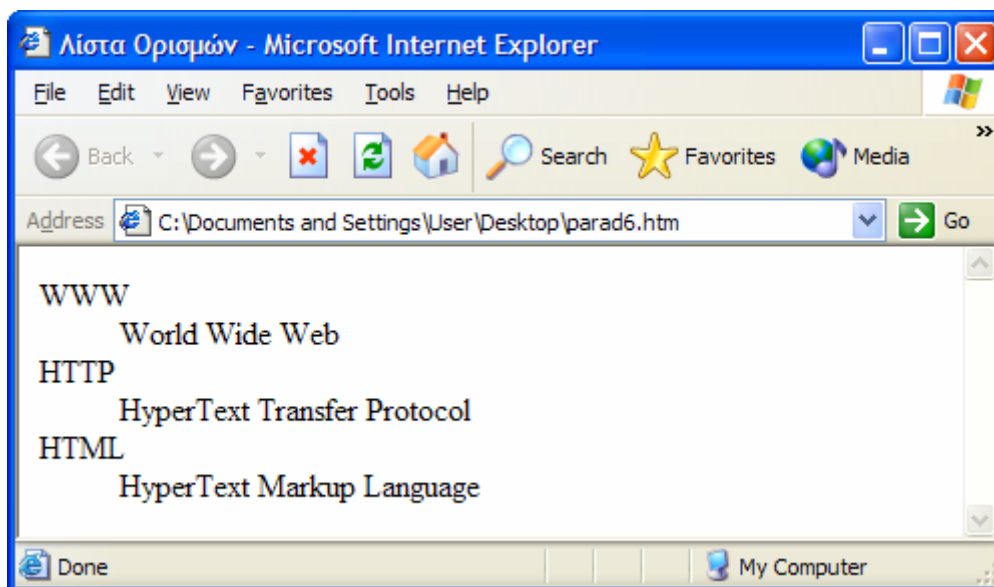 Λίστα Ορισμών - Microsoft Internet Explorer
File Edit View Favorites Tools Help
Back Search Favorites Media »
Address C:\Documents and Settings\User\Desktop\parad6.htm Go
WWW
World Wide Web
HTTP
HyperText Transfer Protocol
HTML
HyperText Markup Language
Done My Computer